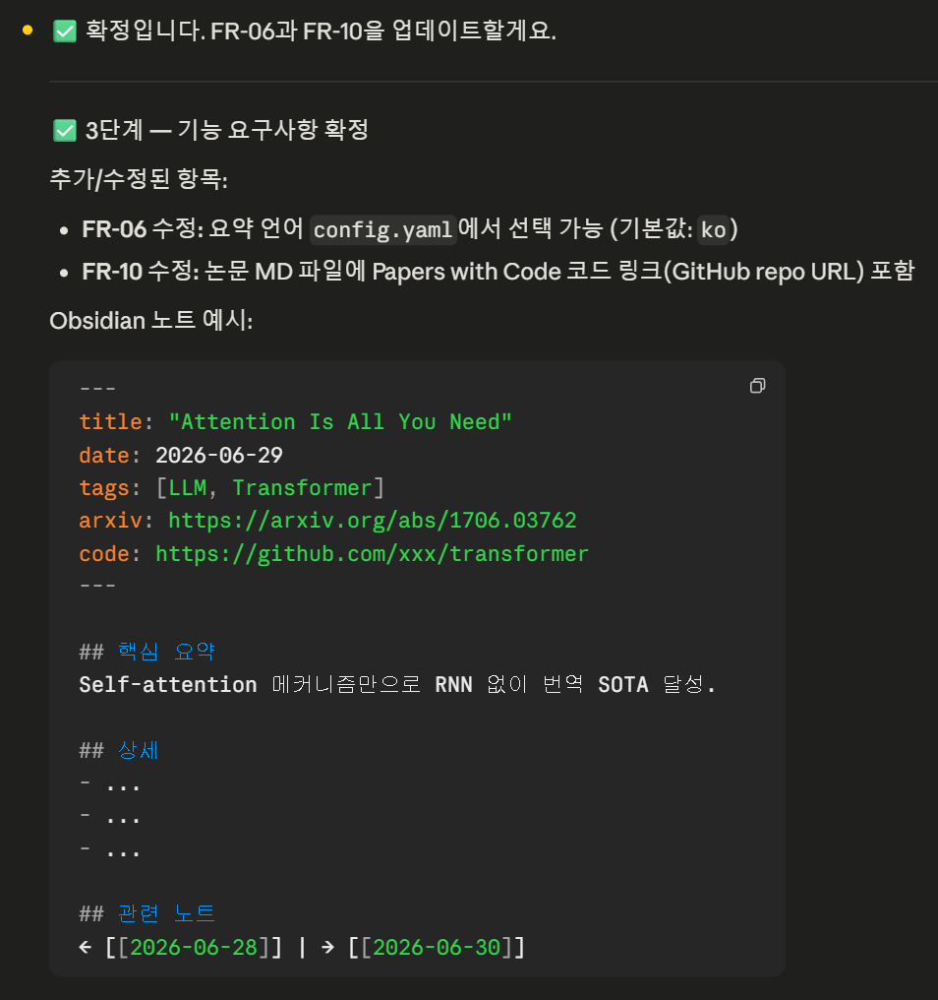 ✅ 확정입니다. FR-06과 FR-10을 업데이트할게요.
✅ 3단계 — 기능 요구사항 확정
추가/수정된 항목:
• FR-06 수정: 요약 언어 config.yaml에서 선택 가능 (기본값: ko)
• FR-10 수정: 논문 MD 파일에 Papers with Code 코드 링크(GitHub repo URL) 포함
Obsidian 노트 예시:
---
title: "Attention Is All You Need"
date: 2026-06-29
tags: [LLM, Transformer]
arxiv: https://arxiv.org/abs/1706.03762
code: https://github.com/xxx/transformer
---
## 핵심 요약
Self-attention 메커니즘만으로 RNN 없이 번역 SOTA 달성.
## 상세
- ...
- ...
- ...
## 관련 노트
← [[2026-06-28]] | → [[2026-06-30]]